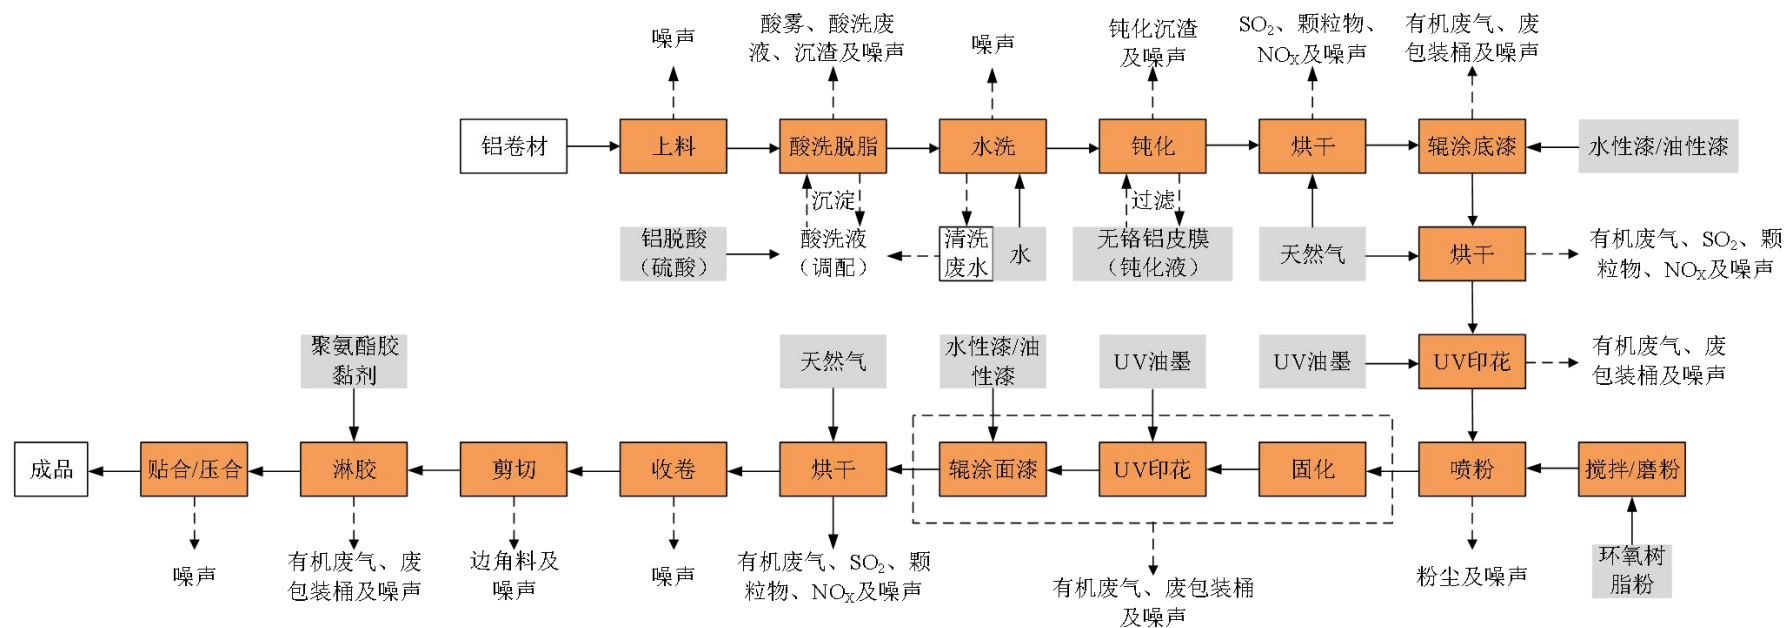 噪声
酸雾、酸洗废
液、沉渣及噪声
噪声
钝化沉渣
及噪声
SO₂、颗粒物、
NOₓ及噪声
有机废气、废
包装桶及噪声
铝卷材
上料
酸洗脱脂
水洗
钝化
烘干
辊涂底漆
水性漆/油性漆
沉淀
过滤
铝脱酸
（硫酸）
酸洗液
（调配）
清洗
废水
水
无铬铝皮膜
（钝化液）
天然气
烘干
有机废气、SO₂、颗
粒物、NOₓ及噪声
聚氨酯胶
黏剂
天然气
水性漆/油
性漆
UV油墨
UV油墨
UV印花
有机废气、废
包装桶及噪声
成品
贴合/压合
淋胶
剪切
收卷
烘干
辊涂面漆
UV印花
固化
喷粉
搅拌/磨粉
噪声
有机废气、废
包装桶及噪声
边角料及
噪声
噪声
有机废气、SO₂、颗
粒物、NOₓ及噪声
有机废气、废包装桶
及噪声
粉尘及噪声
环氧树
脂粉